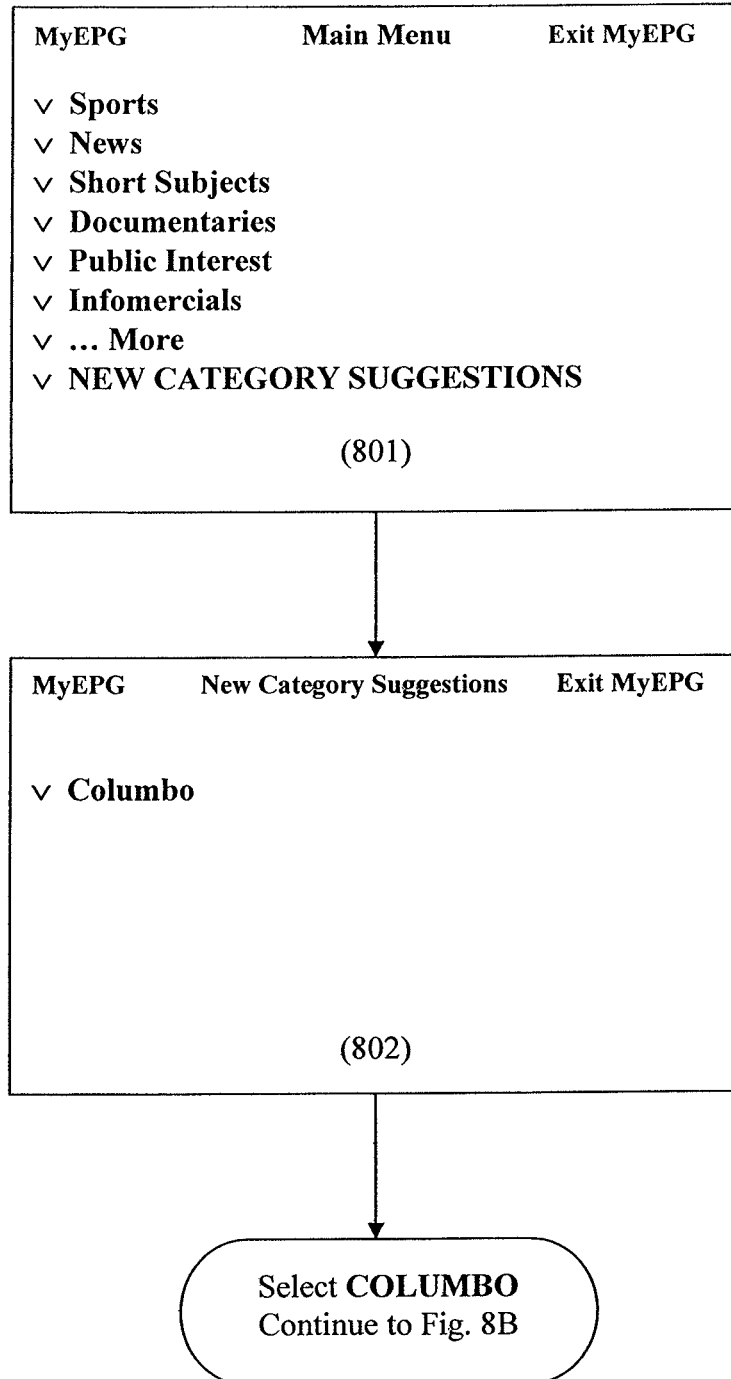 MyEPG Main Menu Exit MyEPG
v Sports
v News
v Short Subjects
v Documentaries
v Public Interest
v Infomercials
v ... More
v NEW CATEGORY SUGGESTIONS
(801)
MyEPG New Category Suggestions Exit MyEPG
v Columbo
(802)
Select COLUMBO
Continue to Fig. 8B